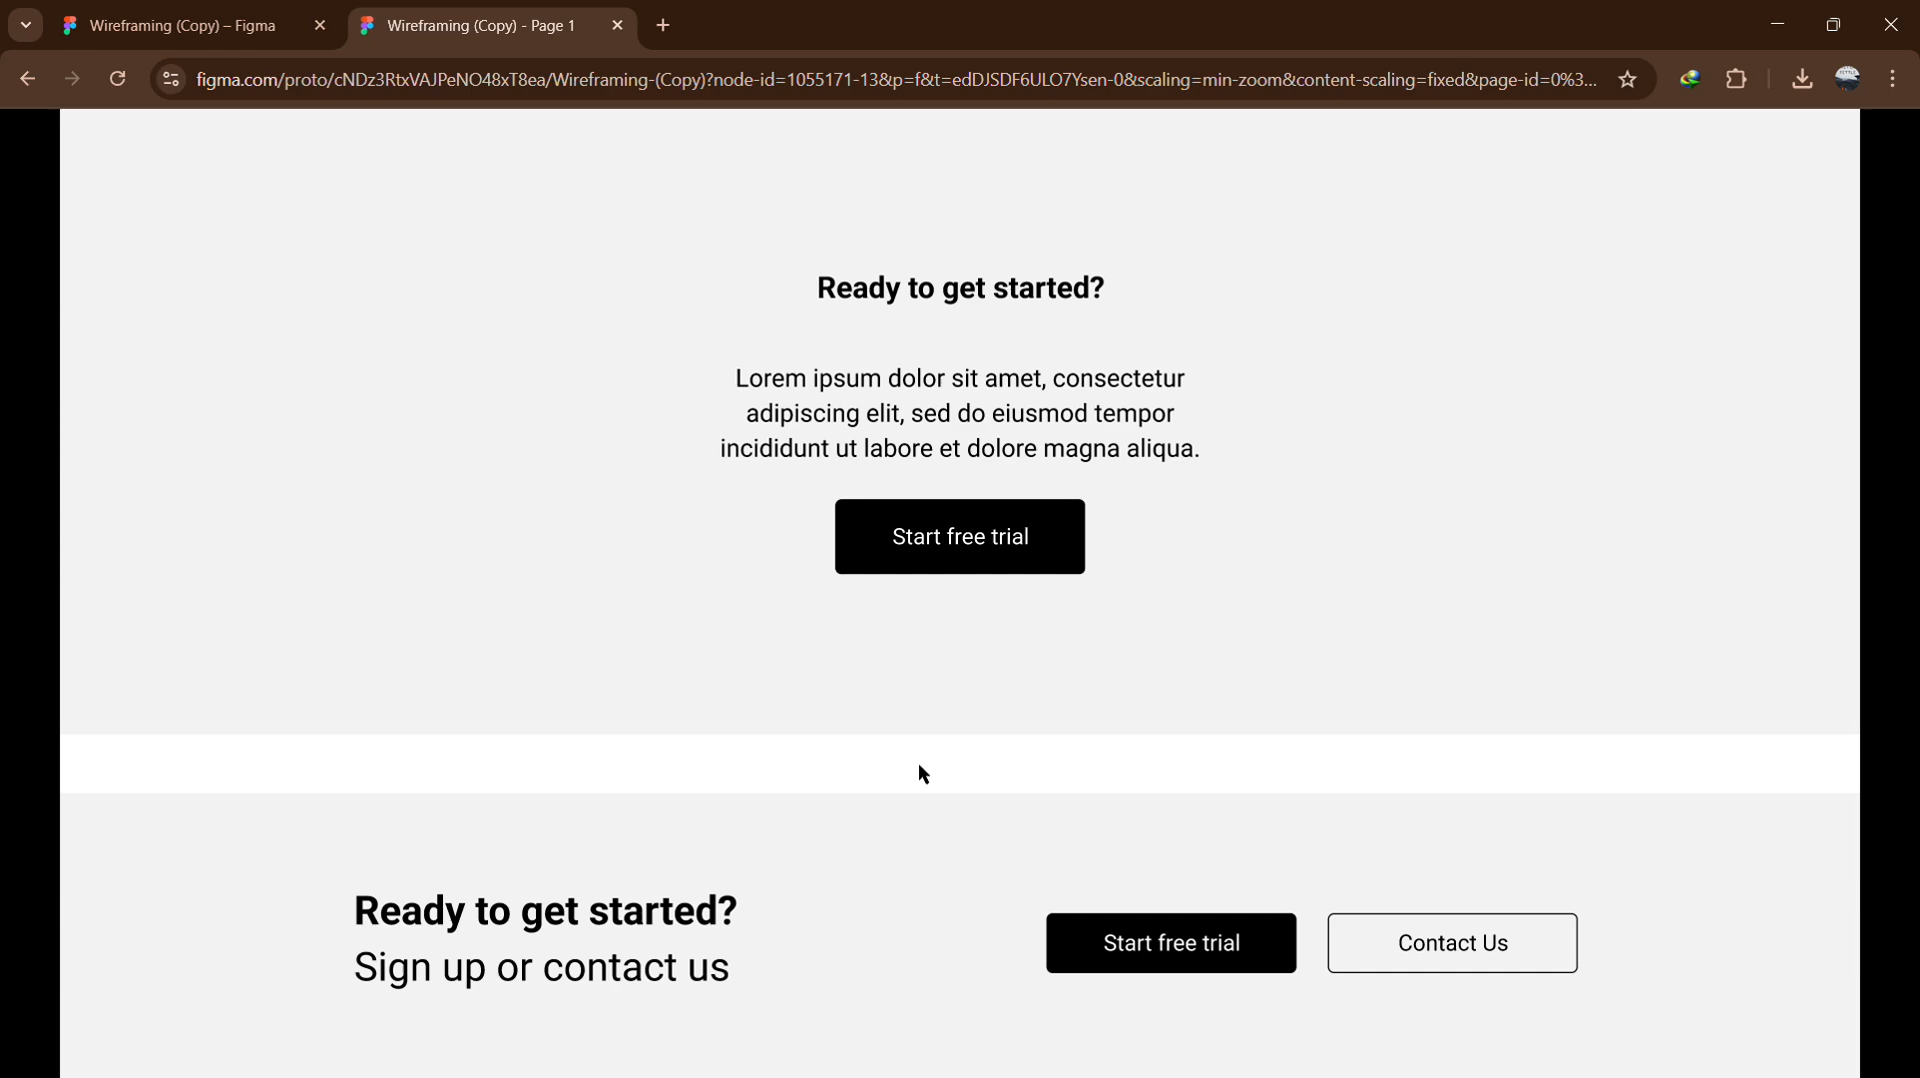 Wireframing (Copy) – Figma
Wireframing (Copy) - Page 1
figma.com/proto/cNDz3RtxVAJPeNO48xT8ea/Wireframing-(Copy)?node-id=1055171-13&p=f&t=edDJSDF6ULO7Ysen-0&scaling=min-zoom&content-scaling=fixed&page-id=0%3...
Ready to get started?
Lorem ipsum dolor sit amet, consectetur
adipiscing elit, sed do eiusmod tempor
incididunt ut labore et dolore magna aliqua.
Start free trial
Ready to get started?
Sign up or contact us
Start free trial
Contact Us